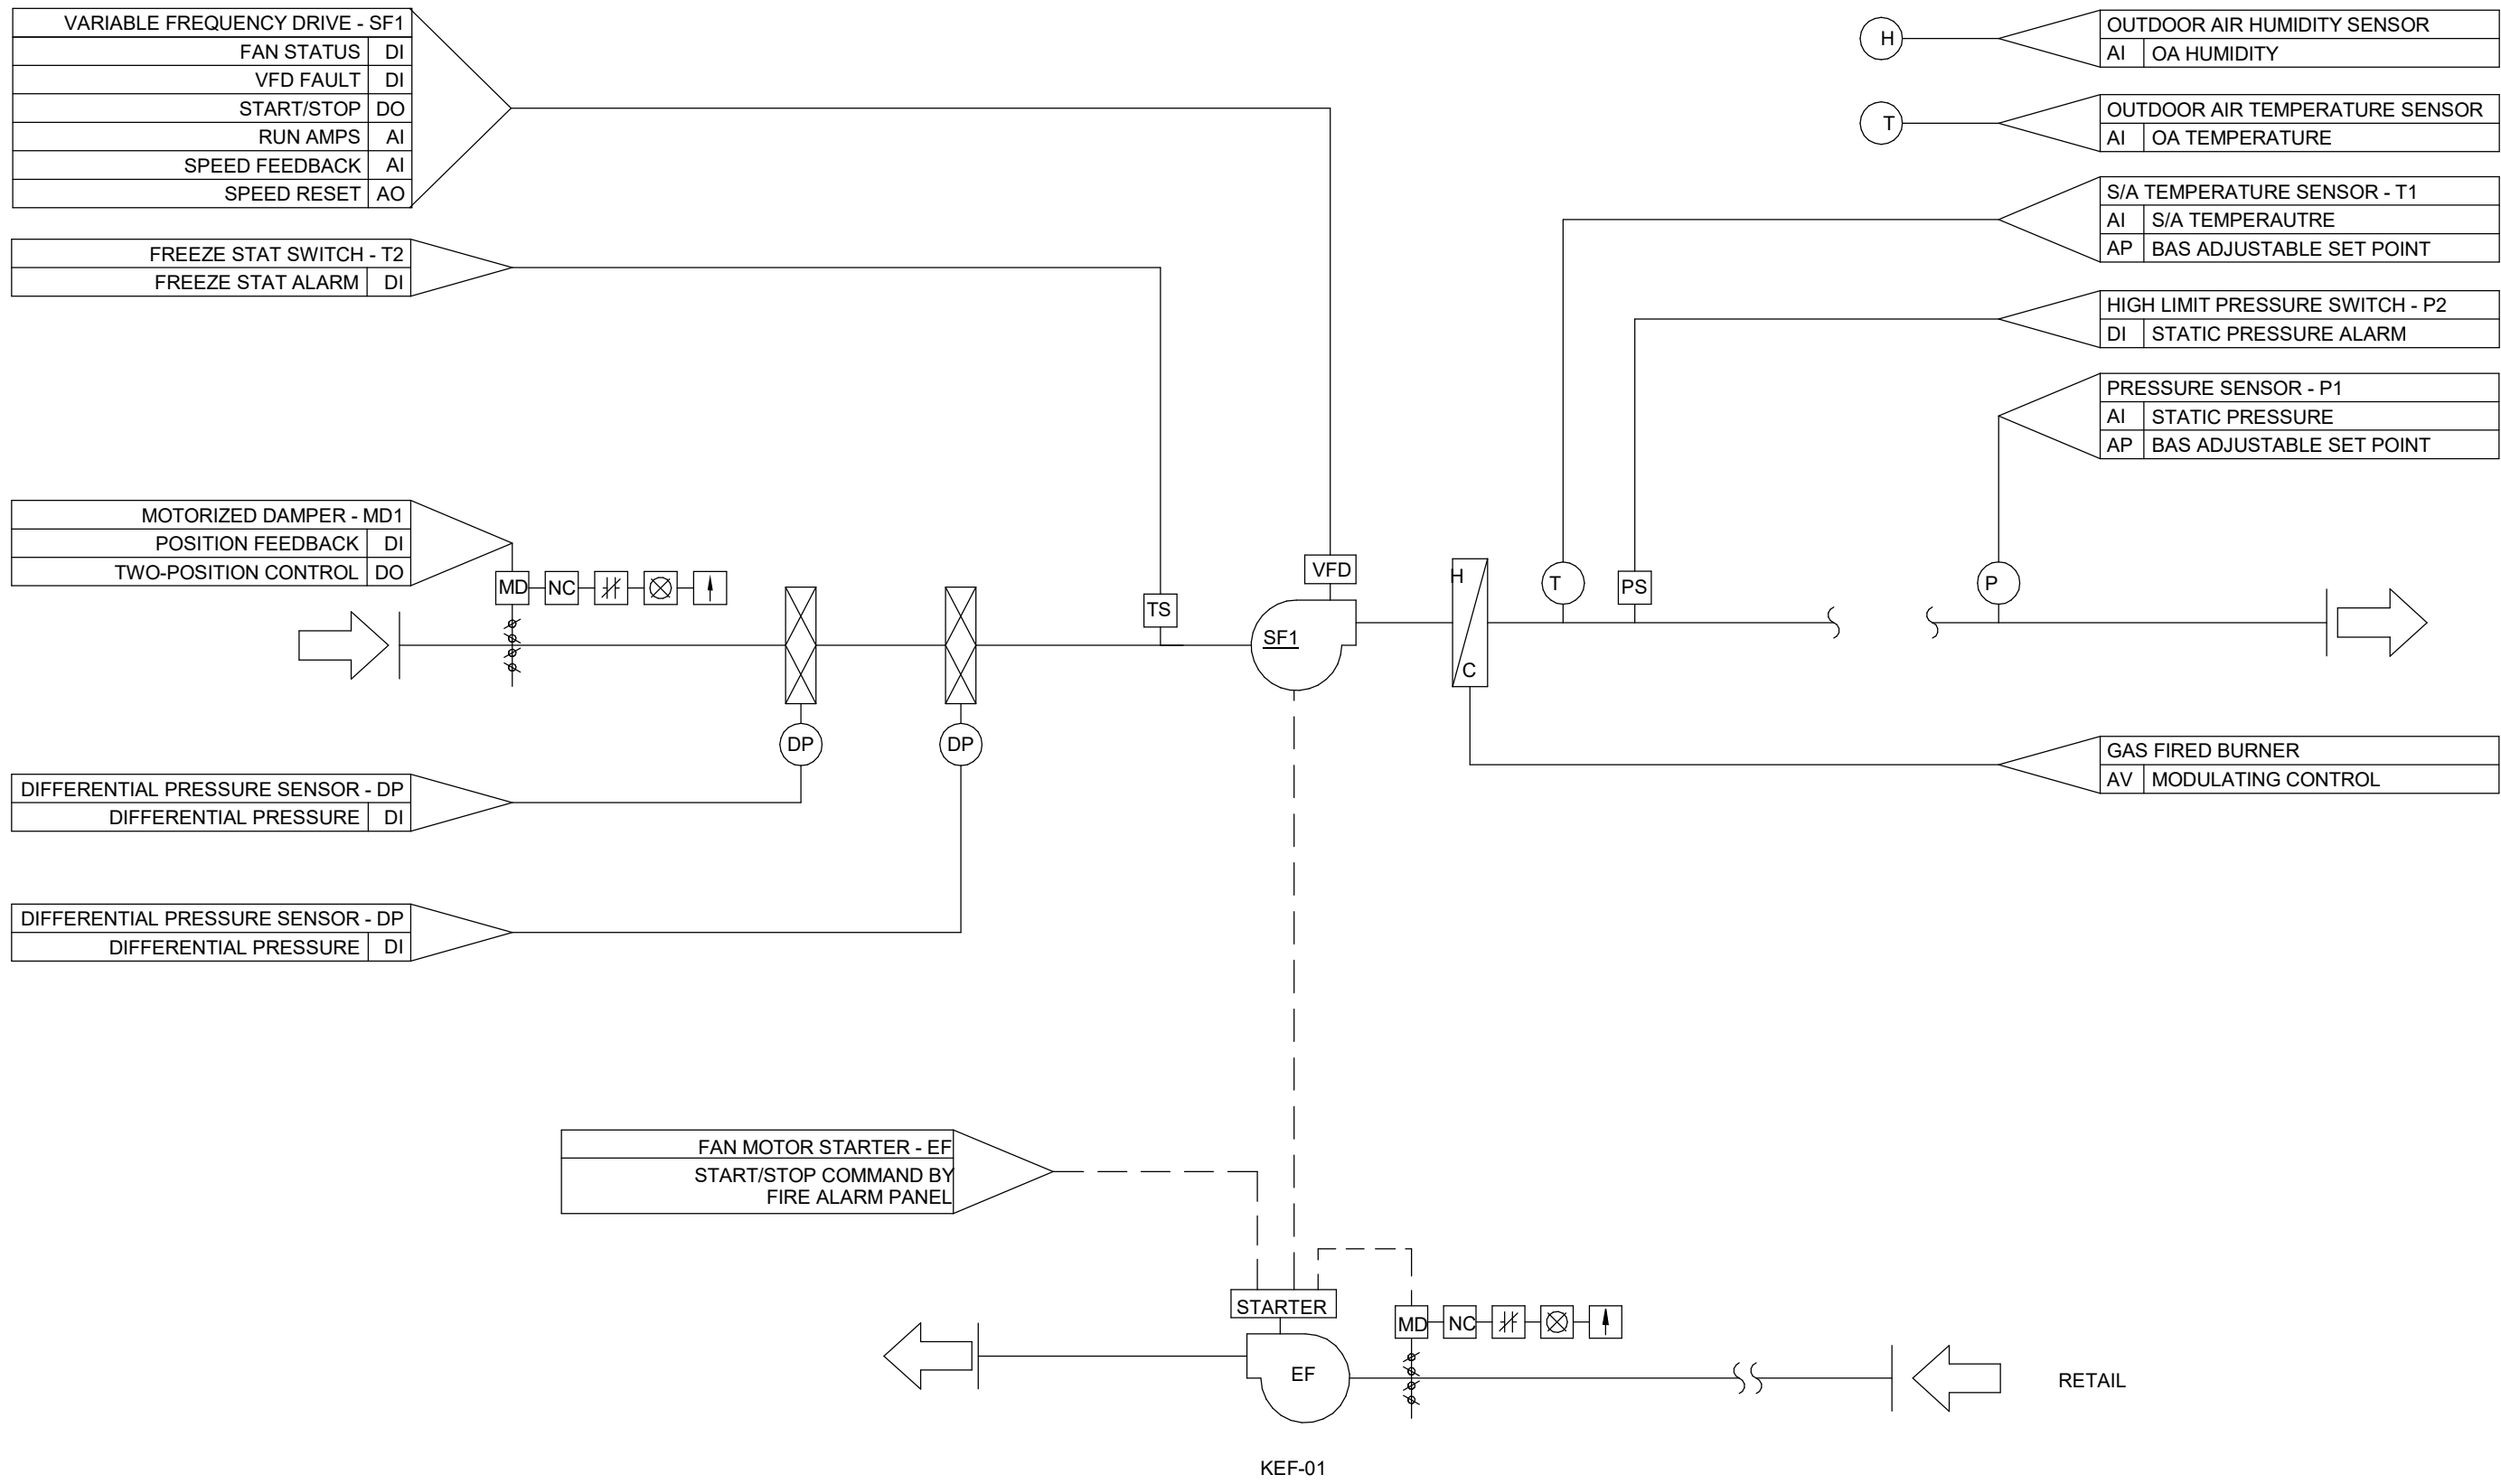 VARIABLE FREQUENCY DRIVE - SF1
FAN STATUS DI
VFD FAULT DI
START/STOP DO
RUN AMPS AI
SPEED FEEDBACK AI
SPEED RESET AO
FREEZE STAT SWITCH - T2
FREEZE STAT ALARM DI
MOTORIZED DAMPER - MD1
POSITION FEEDBACK DI
TWO-POSITION CONTROL DO
DIFFERENTIAL PRESSURE SENSOR - DP
DIFFERENTIAL PRESSURE DI
DIFFERENTIAL PRESSURE SENSOR - DP
DIFFERENTIAL PRESSURE DI
H
T
OUTDOOR AIR HUMIDITY SENSOR
AI OA HUMIDITY
OUTDOOR AIR TEMPERATURE SENSOR
AI OA TEMPERATURE
S/A TEMPERATURE SENSOR - T1
AI S/A TEMPERAUTRE
AP BAS ADJUSTABLE SET POINT
HIGH LIMIT PRESSURE SWITCH - P2
DI STATIC PRESSURE ALARM
PRESSURE SENSOR - P1
AI STATIC PRESSURE
AP BAS ADJUSTABLE SET POINT
MD NC
TS
VFD
SF1
H
C
T
PS
P
DP
DP
GAS FIRED BURNER
AV MODULATING CONTROL
FAN MOTOR STARTER - EF
START/STOP COMMAND BY
FIRE ALARM PANEL
STARTER
MD NC
EF
RETAIL
KEF-01